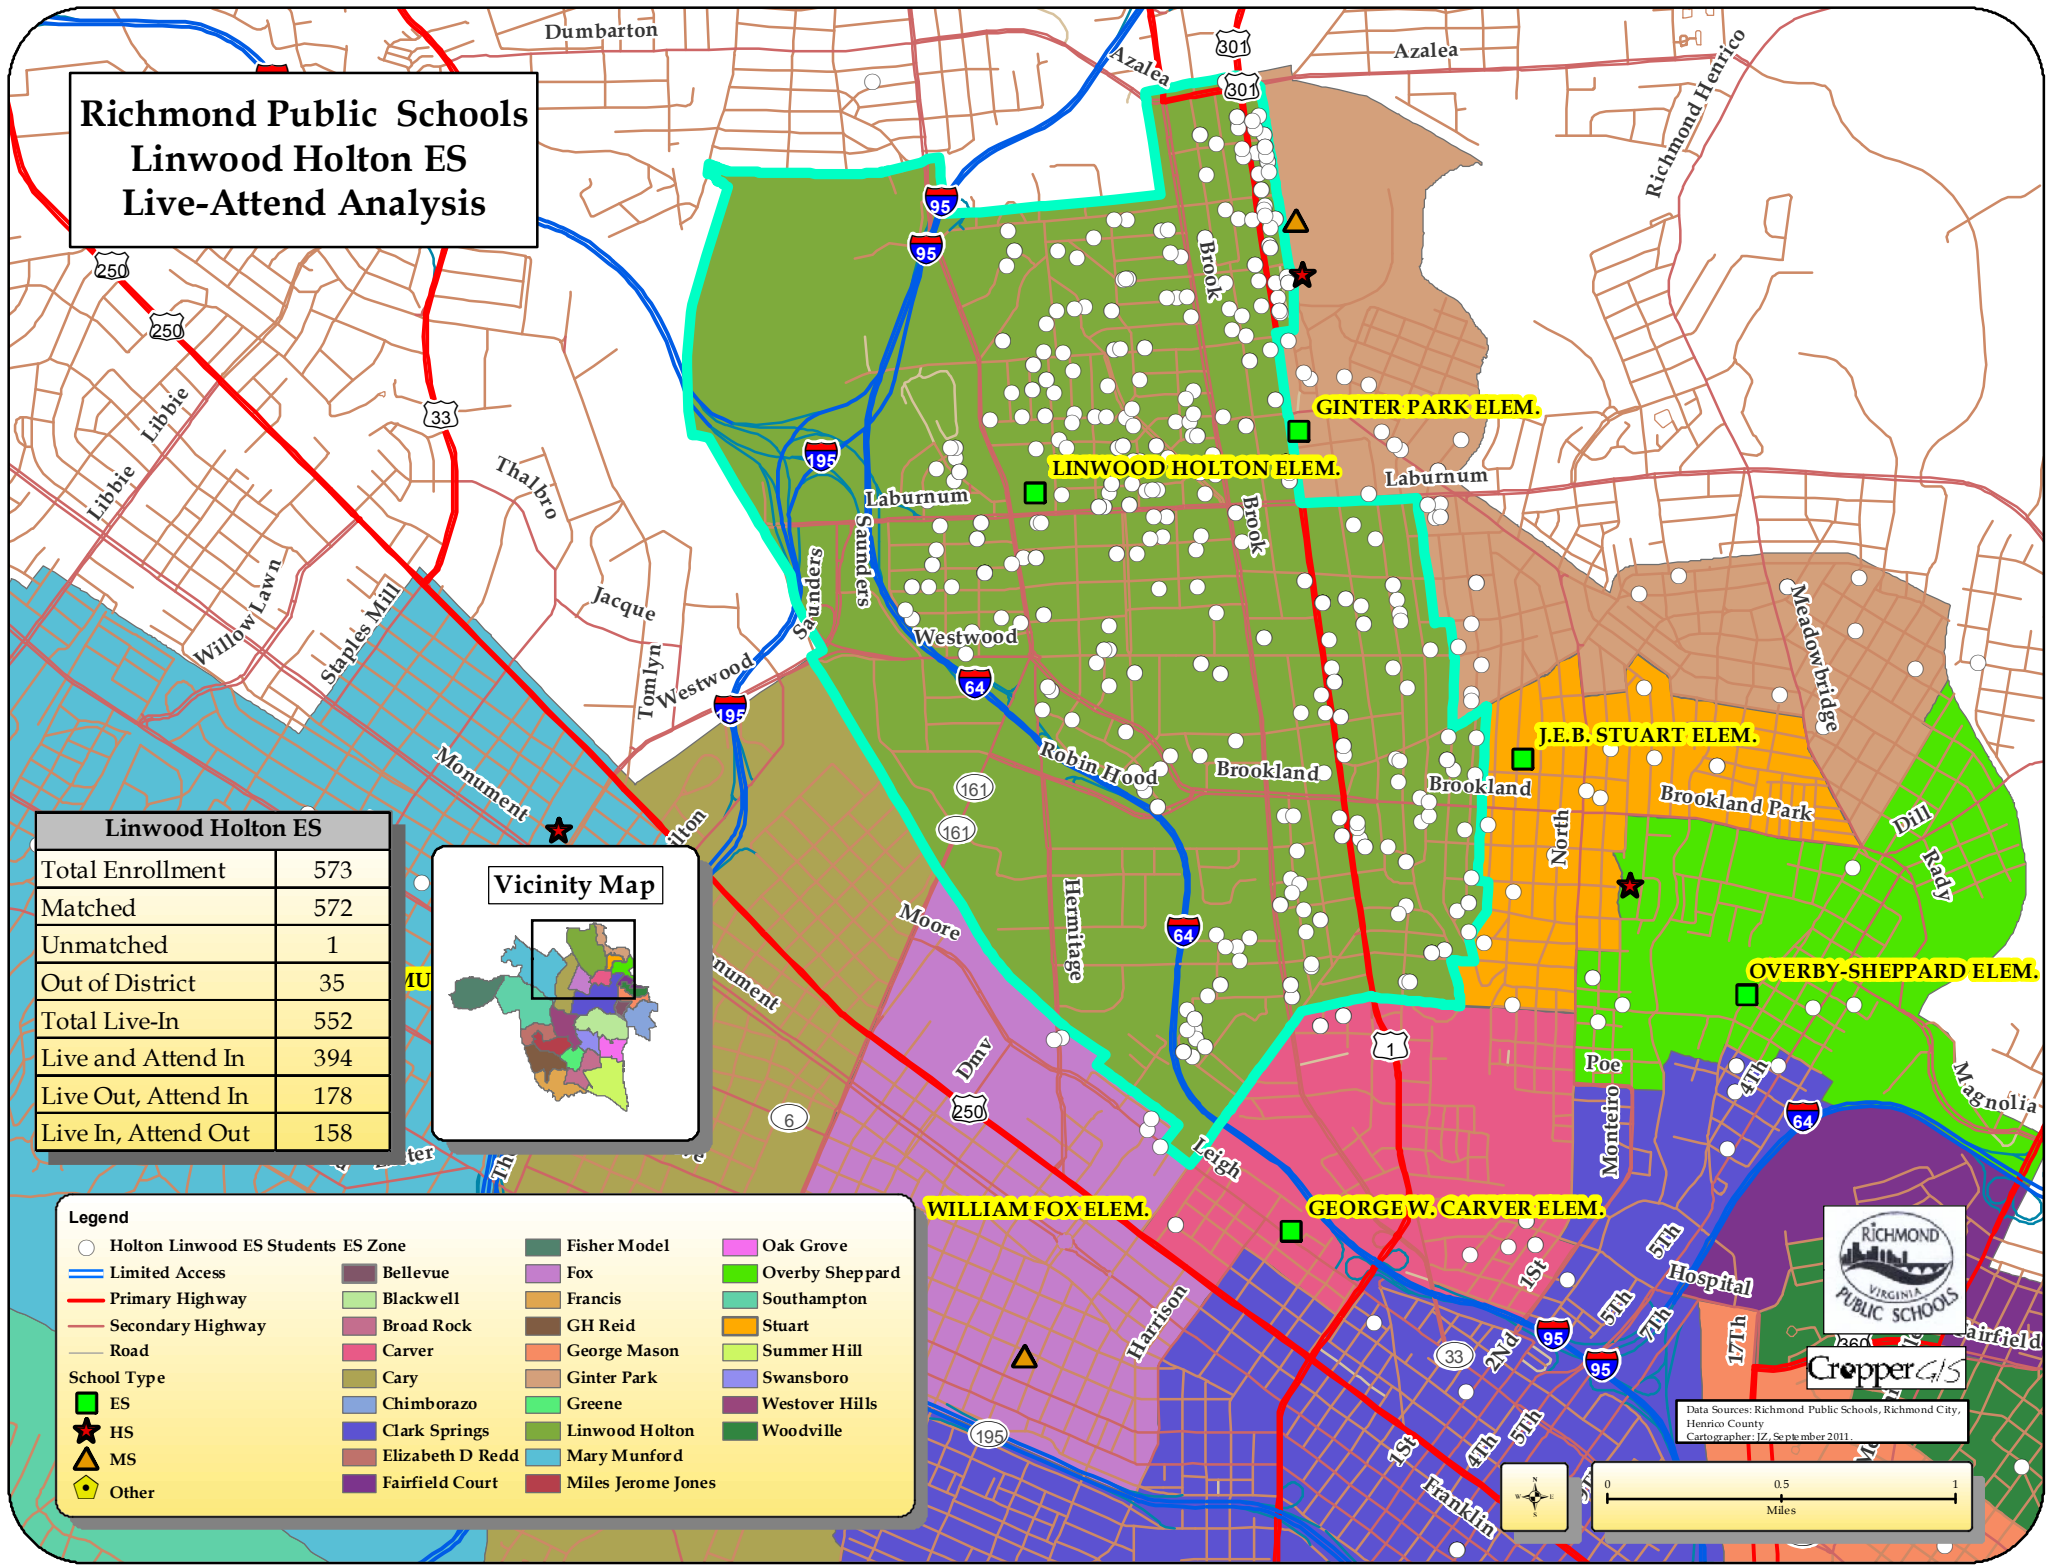 Richmond Public Schools
Linwood Holton ES
Live-Attend Analysis
Dumbarton
Azalea
301
Azalea
301
Richmond Henrico
95
95
250
250
33
Libbie
Libbie
Thalbro
195
Brook
GINTER PARK ELEM.
LINWOOD HOLTON ELEM.
Laburnum
Laburnum
Brook
Saunders
Saunders
Willow Lawn
Staples Mill
Jacque
Tomlyn
Westwood
Westwood
195
64
Meadowbridge
J.E.B. STUART ELEM.
Monument
Robin Hood
Brookland
Brookland
Brookland Park
161
161
North
Dill
Rady
Hermitage
Moore
64
OVERBY-SHEPPARD ELEM.
Dmv
1
Poe
4Th
Magnolia
250
6
Monteiro
64
Leigh
WILLIAM FOX ELEM.
GEORGE W. CARVER ELEM.
5Th
Hospital
1St
5Th
7Th
17Th
Harrison
95
95
33
2Nd
360
195
1St
4Th
5Th
Franklin
Linwood Holton ES
Total Enrollment 573
Matched 572
Unmatched 1
Out of District 35
Total Live-In 552
Live and Attend In 394
Live Out, Attend In 178
Live In, Attend Out 158
Vicinity Map
Legend
Holton Linwood ES Students
Limited Access
Primary Highway
Secondary Highway
Road
School Type
ES
HS
MS
Other
ES Zone
Bellevue
Blackwell
Broad Rock
Carver
Cary
Chimborazo
Clark Springs
Elizabeth D Redd
Fairfield Court
Fisher Model
Fox
Francis
GH Reid
George Mason
Ginter Park
Greene
Linwood Holton
Mary Munford
Miles Jerome Jones
Oak Grove
Overby Sheppard
Southampton
Stuart
Summer Hill
Swansboro
Westover Hills
Woodville
RICHMOND
VIRGINIA
PUBLIC SCHOOLS
Cropper GIS
Data Sources: Richmond Public Schools, Richmond City,
Henrico County
Cartographer: JZ, September 2011.
N
W E
S
0 0.5 1
Miles